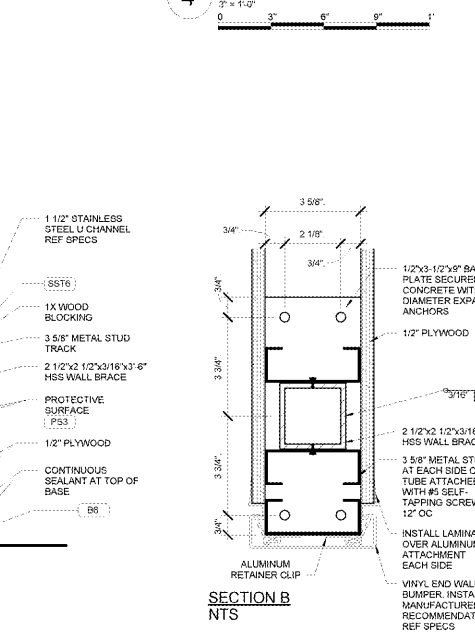 3" = 1'-0"
0 3" 6" 9" 1'
1 1/2" STAINLESS
STEEL U CHANNEL
REF SPECS
SST6
1X WOOD
BLOCKING
3 5/8" METAL STUD
TRACK
2 1/2"x2 1/2"x3/16"x3'-6"
HSS WALL BRACE
PROTECTIVE
SURFACE
PS3
1/2" PLYWOOD
CONTINUOUS
SEALANT AT TOP OF
BASE
B6
3 5/8"
3/4" 2 1/8"
3/4"
3/4"
3 3/4"
3 3/4"
3/4"
1/2"x3-1/2"x9" BA
PLATE SECURE
CONCRETE WIT
DIAMETER EXPA
ANCHORS
1/2" PLYWOOD
3/16"
2 1/2"x2 1/2"x3/16
HSS WALL BRAC
3 5/8" METAL STU
AT EACH SIDE O
TUBE ATTACHE
WITH #5 SELF-
TAPPING SCREW
12" OC
INSTALL LAMINA
OVER ALUMINU
ATTACHMENT
EACH SIDE
VINYL END WAL
BUMPER. INSTA
MANUFACTURE
RECOMMENDAT
REF SPECS
ALUMINUM
RETAINER CLIP
SECTION B
NTS